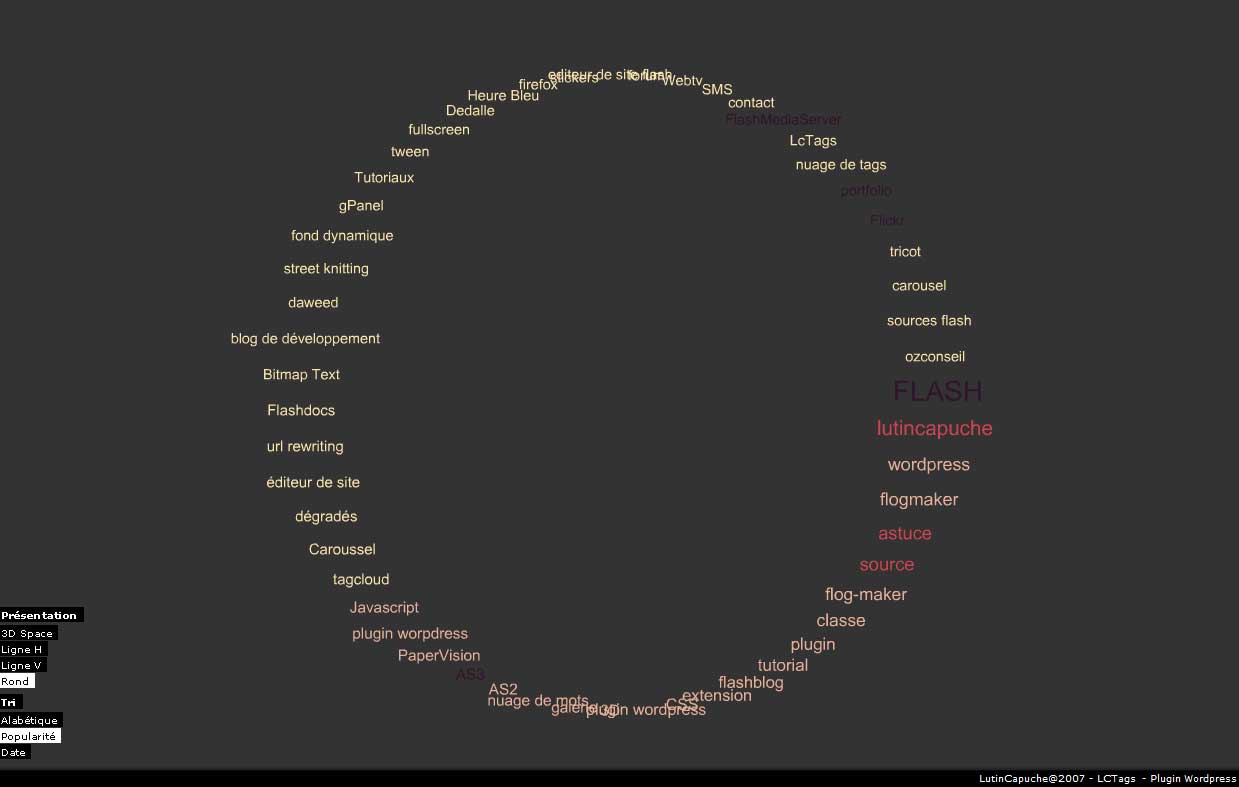 editeur de site flash
stickers
forum
Webtv
firefox
SMS
Heure Bleu
contact
Dedalle
FlashMediaServer
fullscreen
LcTags
tween
nuage de tags
Tutoriaux
portfolio
gPanel
Flickr
fond dynamique
tricot
street knitting
carousel
daweed
sources flash
blog de développement
ozconseil
Bitmap Text
FLASH
Flashdocs
lutincapuche
url rewriting
wordpress
éditeur de site
flogmaker
dégradés
astuce
Caroussel
source
tagcloud
flog-maker
Javascript
classe
plugin worpdress
plugin
PaperVision
tutorial
AS3
flashblog
AS2
extension
nuage de mots
CSS
galerie 3D
plugin wordpress
Présentation
3D Space
Ligne H
Ligne V
Rond
Tri
Alabétique
Popularité
Date
LutinCapuche@2007 - LCTags - Plugin Wordpress